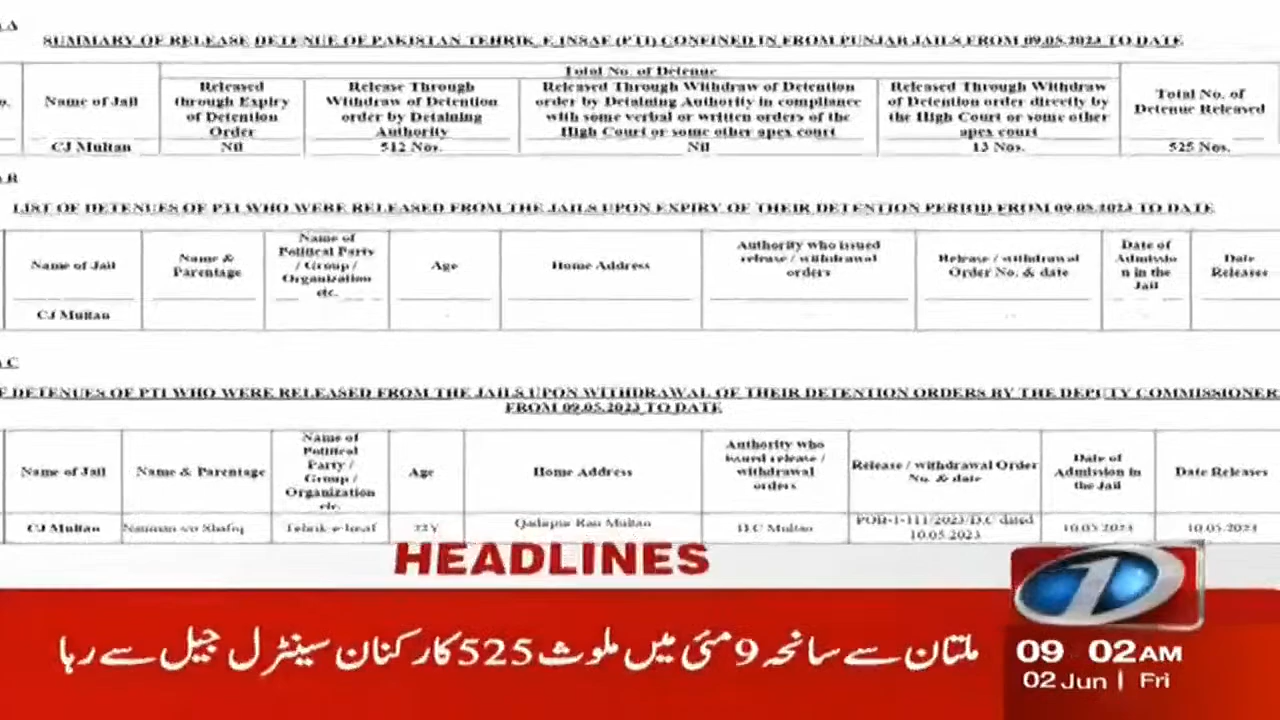 A
SUMMARY OF RELEASE DETENUE OF PAKISTAN TEHRIK-E-INSAF (PTI) CONFINED IN FROM PUNJAB JAILS FROM 09.05.2023 TO DATE
Total No. of Detenue
Name of Jail
Released through Expiry of Detention Order
Release Through Withdraw of Detention order by Detaining Authority
Released Through Withdraw of Detention order by Detaining Authority in compliance with some verbal or written orders of the High Court or some other apex court
Released Through Withdraw of Detention order directly by the High Court or some other apex court
Total No. of Detenue Released
CJ Multan Nil 512 Nos. Nil 13 Nos. 525 Nos.
B
LIST OF DETENUES OF PTI WHO WERE RELEASED FROM THE JAILS UPON EXPIRY OF THEIR DETENTION PERIOD FROM 09.05.2023 TO DATE
Name of Jail
Name & Parentage
Name of Political Party / Group / Organization etc.
Age
Home Address
Authority who issued release / withdrawal orders
Release / withdrawal Order No. & date
Date of Admission in the Jail
Date Releases
CJ Multan
C
DETENUES OF PTI WHO WERE RELEASED FROM THE JAILS UPON WITHDRAWAL OF THEIR DETENTION ORDERS BY THE DEPUTY COMMISSIONER
FROM 09.05.2023 TO DATE
Name of Jail
Name & Parentage
Name of Political Party / Group / Organization etc.
Age
Home Address
Authority who issued release / withdrawal orders
Release / withdrawal Order No. & date
Date of Admission in the Jail
Date Releases
CJ Multan Tehrik-e-Insaf Qadirpur Ran Multan D.C Multan dated 10.05.2023 10.05.2023 10.05.2023
HEADLINES
ملتان سے سانحہ 9 مئی میں ملوث 525 کارکنان سینٹرل جیل سے رہا
1
09 02 AM
02 Jun | Fri